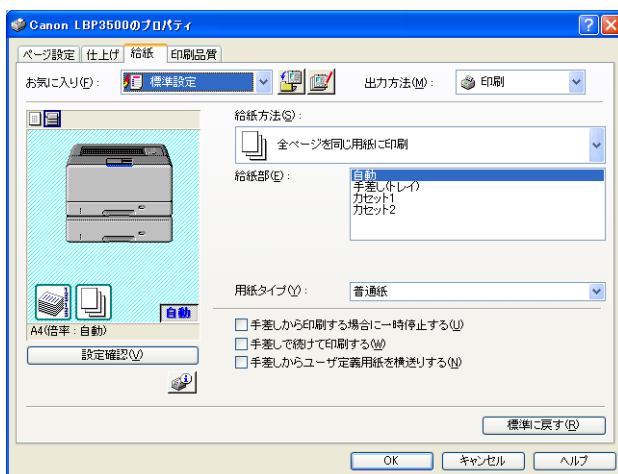 Canon LBP3500のプロパティ
ページ設定 仕上げ 給紙 印刷品質
お気に入り(F): 標準設定 出力方法(M): 印刷
給紙方法(S):
全ページを同じ用紙に印刷
給紙部(E): 自動
手差し(トレイ)
カセット1
カセット2
自動
用紙タイプ(Y): 普通紙
A4(倍率:自動)
設定確認(V)
手差しから印刷する場合に一時停止する(U)
手差しで続けて印刷する(W)
手差しからユーザ定義用紙を横送りする(N)
標準に戻す(R)
OK キャンセル ヘルプ